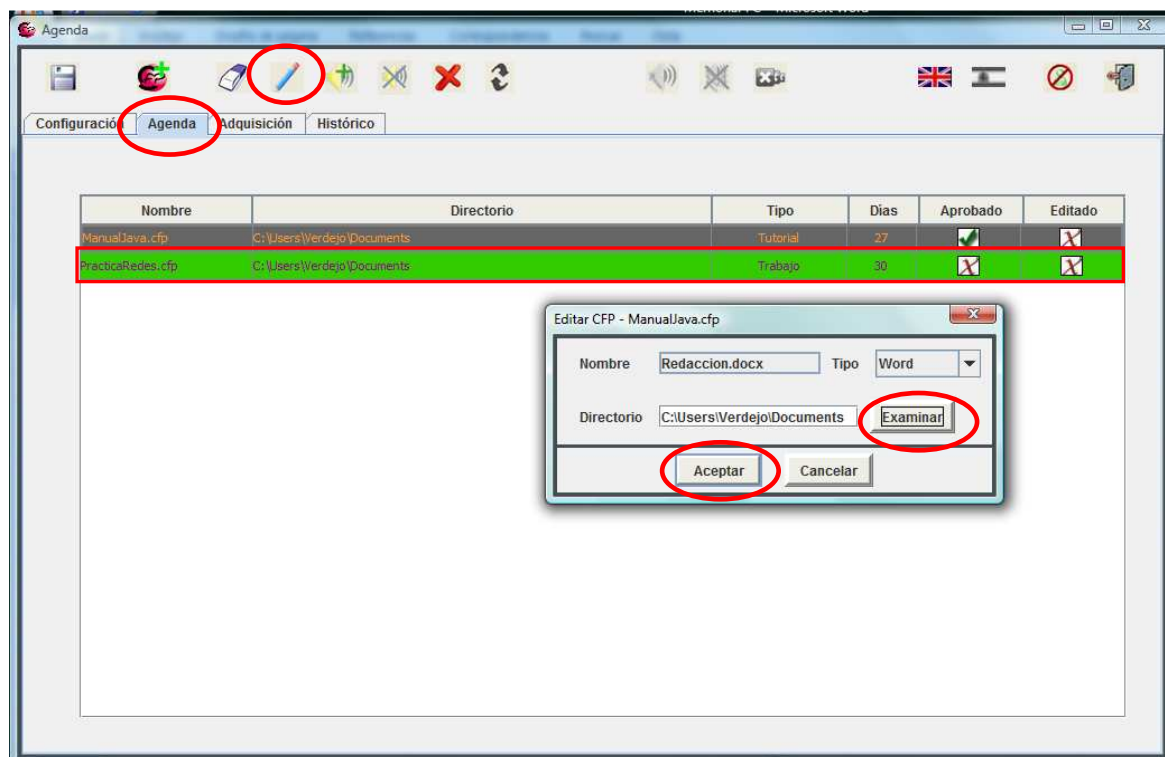 Agenda
Configuración Agenda Adquisición Histórico
Nombre Directorio Tipo Dias Aprobado Editado
ManualJava.cfp C:\Users\Verdejo\Documents Tutorial 27
PracticaRedes.cfp C:\Users\Verdejo\Documents Trabajo 30
Editar CFP - ManualJava.cfp
Nombre Redaccion.docx Tipo Word
Directorio C:\Users\Verdejo\Documents Examinar
Aceptar Cancelar